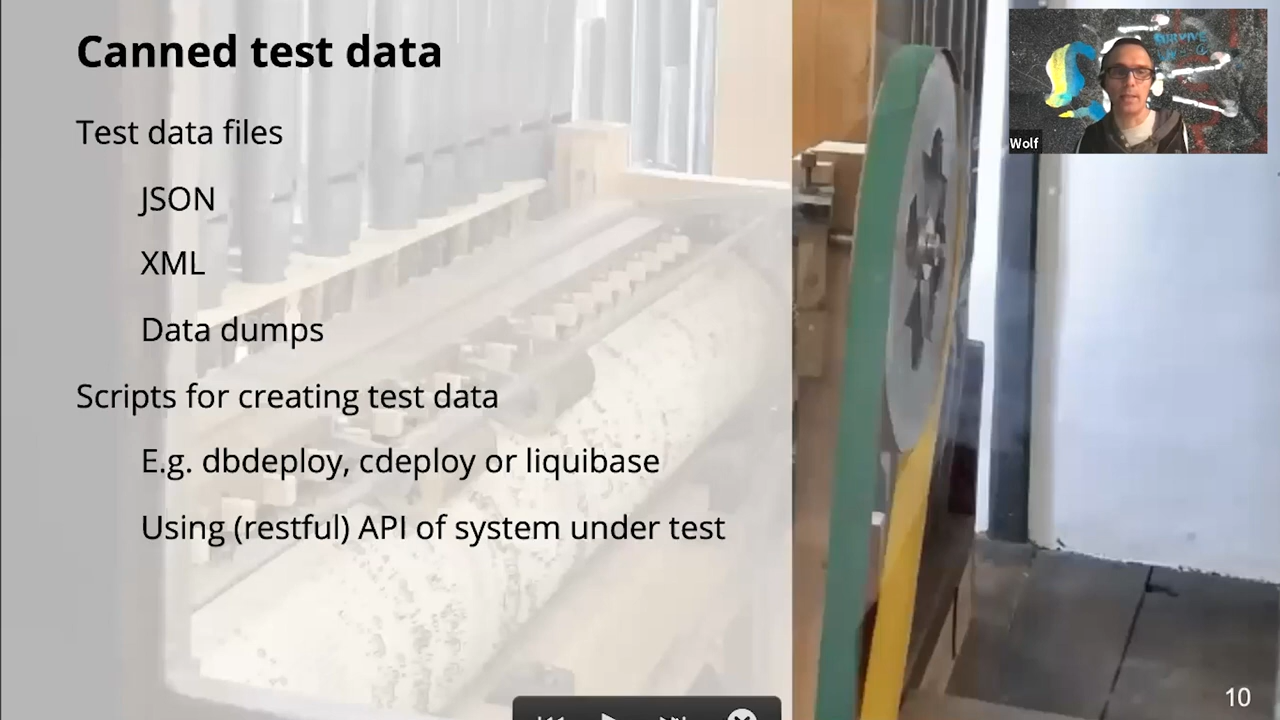 Canned test data
Test data files
JSON
XML
Data dumps
Scripts for creating test data
E.g. dbdeploy, cdeploy or liquibase
Using (restful) API of system under test
SURVIVE
Wolf
10